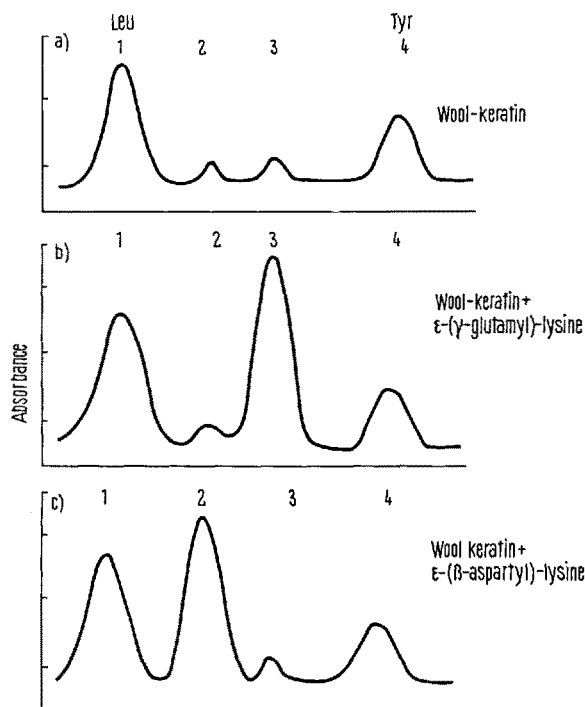 Leu Tyr
a) 1 2 3 4
Wool-keratin
b) 1 2 3 4
Wool-keratin+
ε-(γ-glutamyl)-lysine
Absorbance
c) 1 2 3 4
Wool keratin+
ε-(ß-aspartyl)-lysine